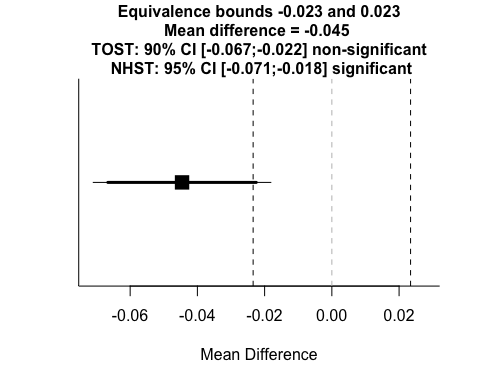 Equivalence bounds -0.023 and 0.023
Mean difference = -0.045
TOST: 90% CI [-0.067;-0.022] non-significant
NHST: 95% CI [-0.071;-0.018] significant
-0.06 -0.04 -0.02 0.00 0.02
Mean Difference